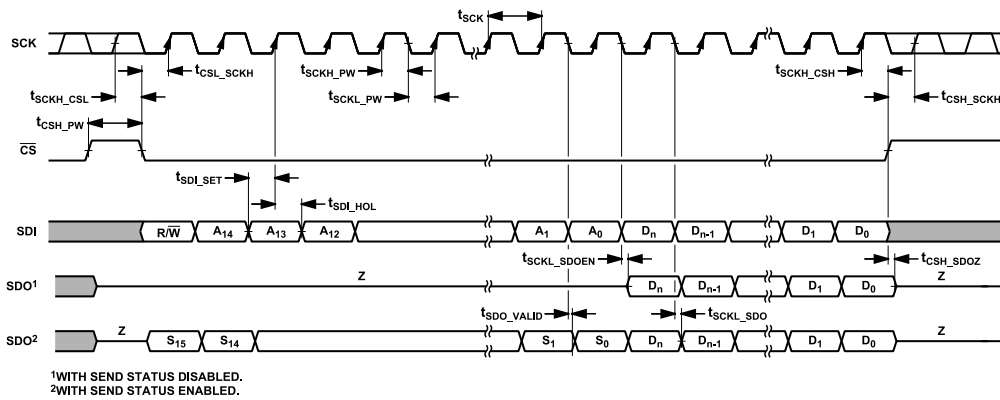 tSCK
SCK
tCSL_SCKH
tSCKH_PW
tSCKH_CSH
tSCKH_CSL
tSCKL_PW
tCSH_SCKH
tCSH_PW
CS
tSDI_SET
tSDI_HOL
SDI
R/W A14 A13 A12 A1 A0 Dn Dn-1 D1 D0
tSCKL_SDOEN
tCSH_SDOZ
SDO1 Z Dn Dn-1 D1 D0 Z
tSDO_VALID
tSCKL_SDO
SDO2 Z S15 S14 S1 S0 Dn Dn-1 D1 D0 Z
1WITH SEND STATUS DISABLED.
2WITH SEND STATUS ENABLED.